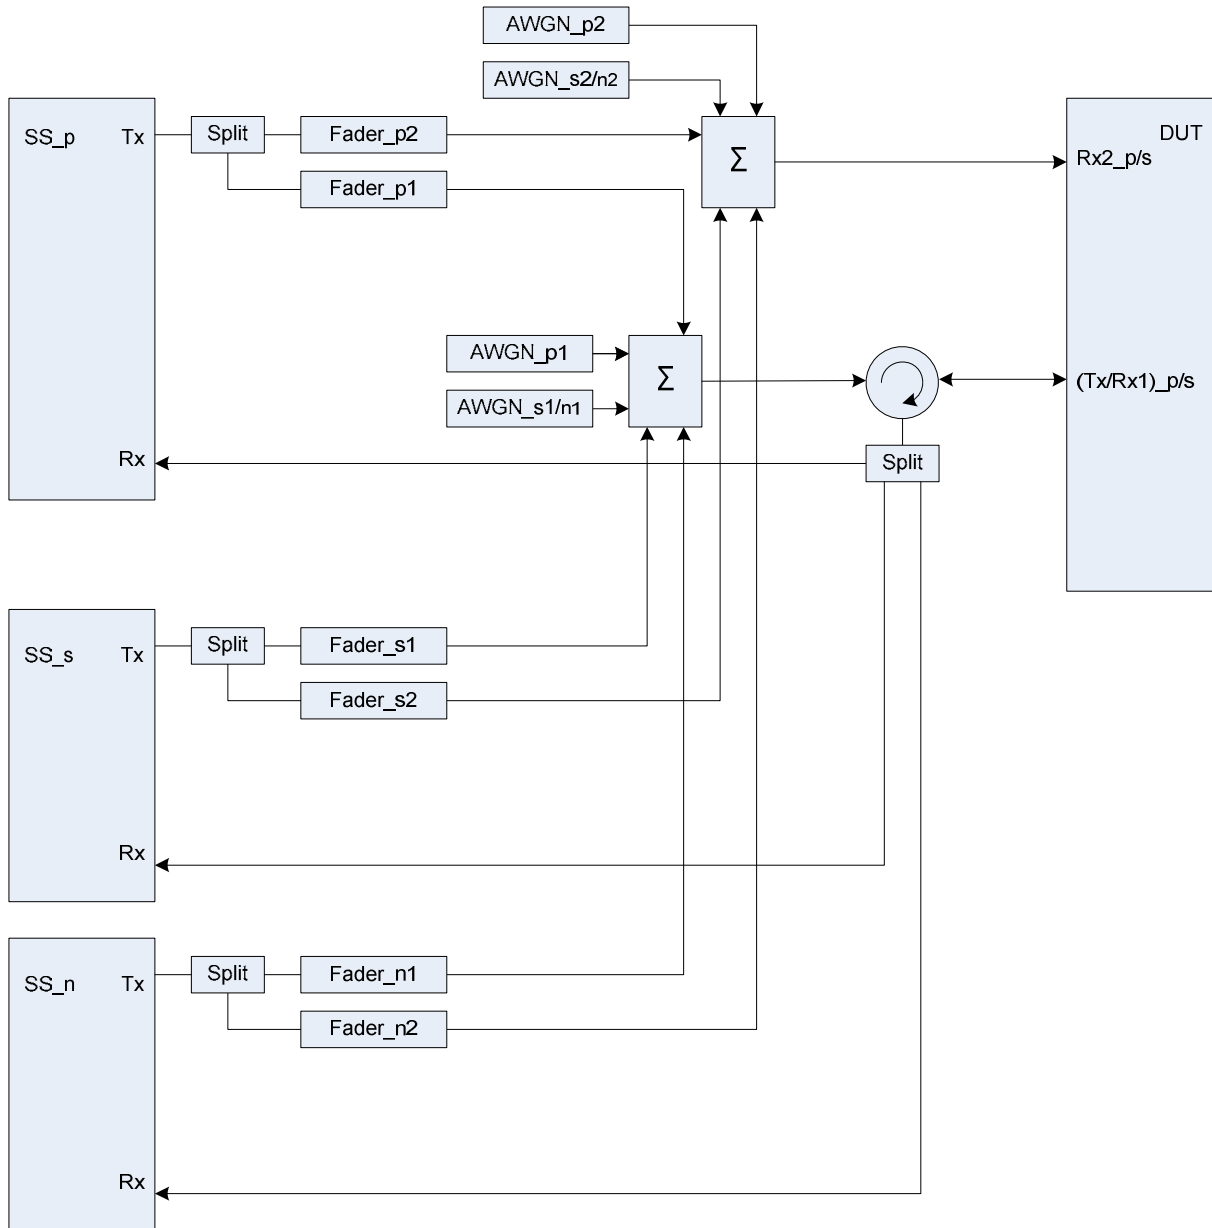 AWGN_p2
AWGN_s2/n2
SS_p
Tx
Split
Fader_p2
Σ
DUT
Rx2_p/s
Fader_p1
AWGN_p1
Σ
(Tx/Rx1)_p/s
AWGN_s1/n1
Rx
Split
SS_s
Tx
Split
Fader_s1
Fader_s2
Rx
SS_n
Tx
Split
Fader_n1
Fader_n2
Rx